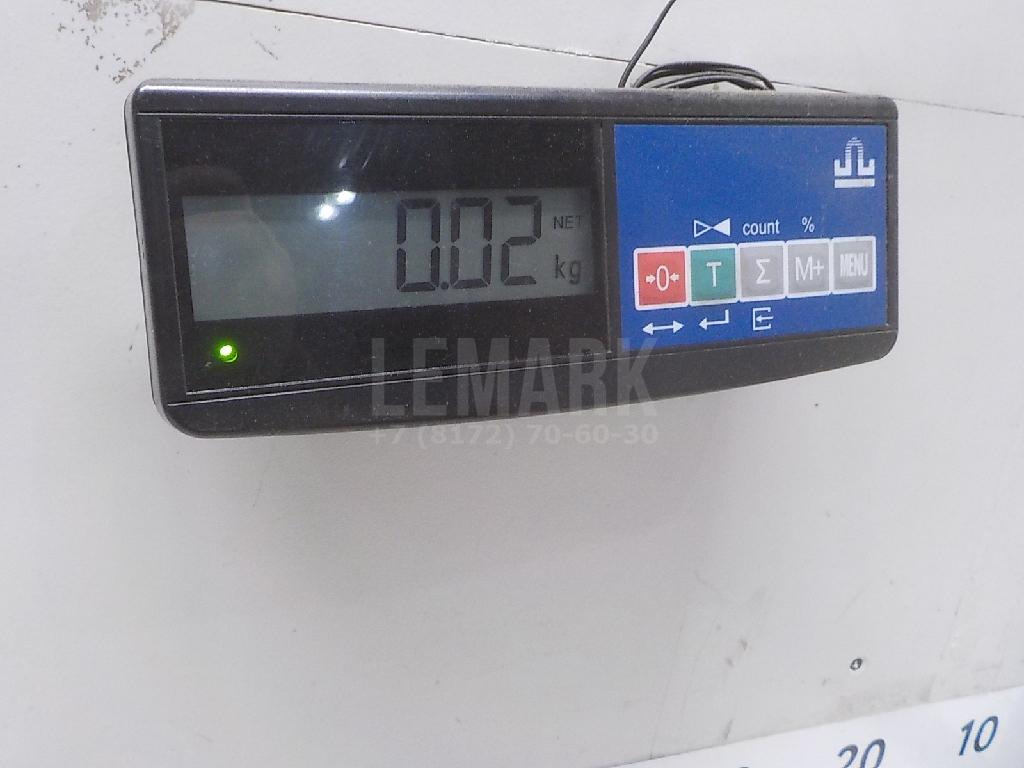 0.02 NET
kg
count %
→0← T Σ M+ MENU
LEMARK
+7 (8172) 70-60-30
20 10